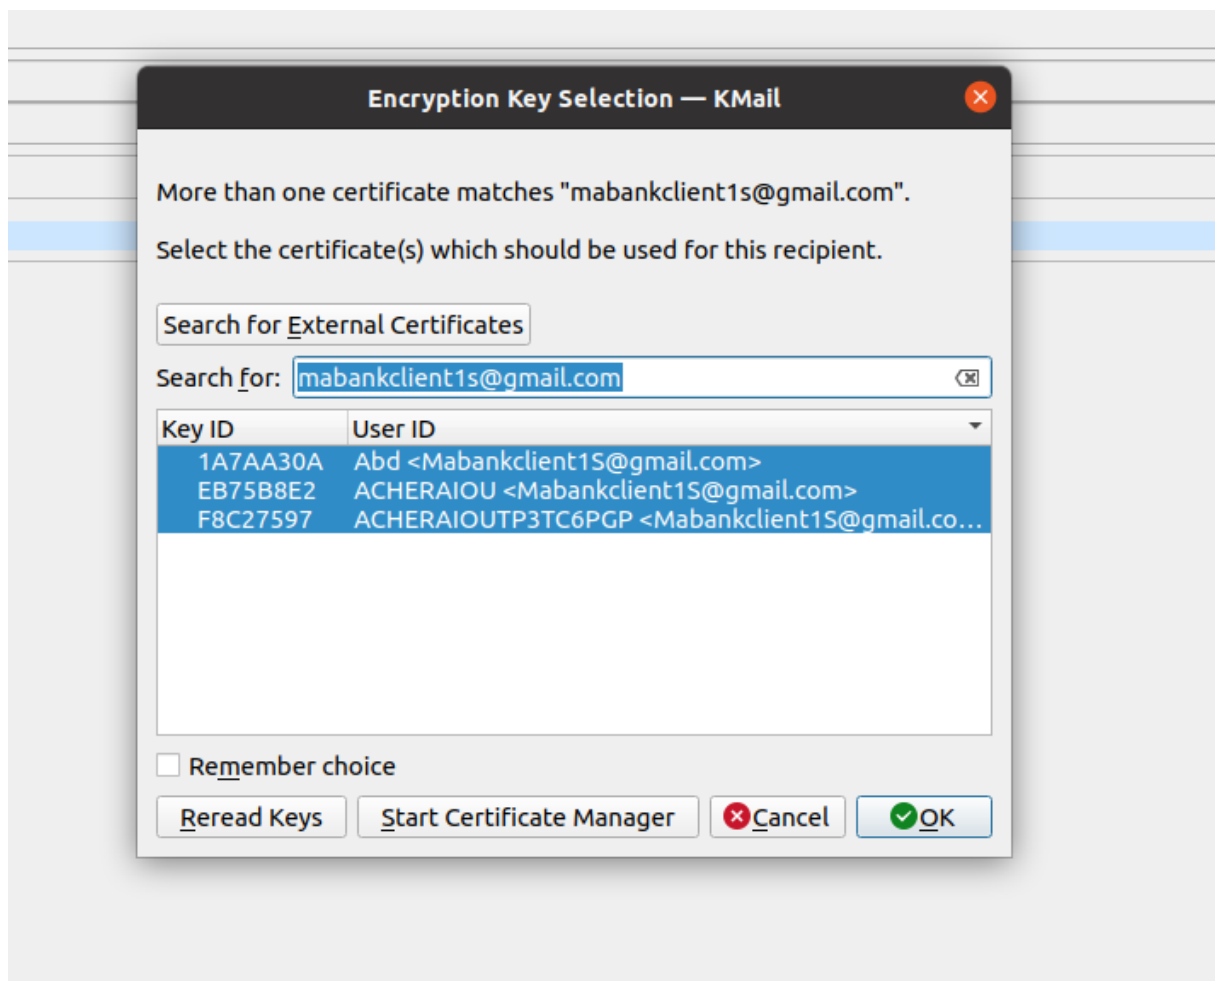 Encryption Key Selection — KMail
More than one certificate matches "mabankclient1s@gmail.com".
Select the certificate(s) which should be used for this recipient.
Search for External Certificates
Search for: mabankclient1s@gmail.com
Key ID User ID
1A7AA30A Abd <Mabankclient1S@gmail.com>
EB75B8E2 ACHERAIOU <Mabankclient1S@gmail.com>
F8C27597 ACHERAIOUTP3TC6PGP <Mabankclient1S@gmail.co...
Remember choice
Reread Keys Start Certificate Manager Cancel OK